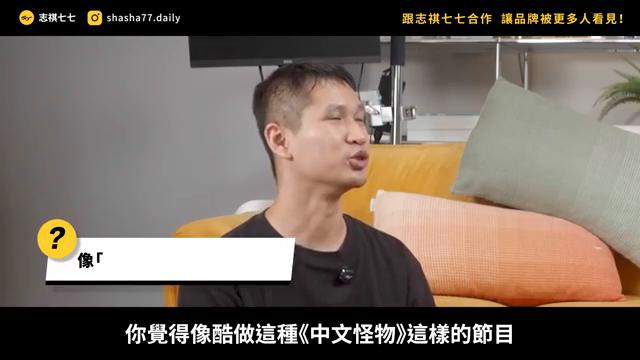 志祺七七
shasha77.daily
跟志祺七七合作 讓品牌被更多人看見！
?
像「
你覺得像酷做這種《中文怪物》這樣的節目